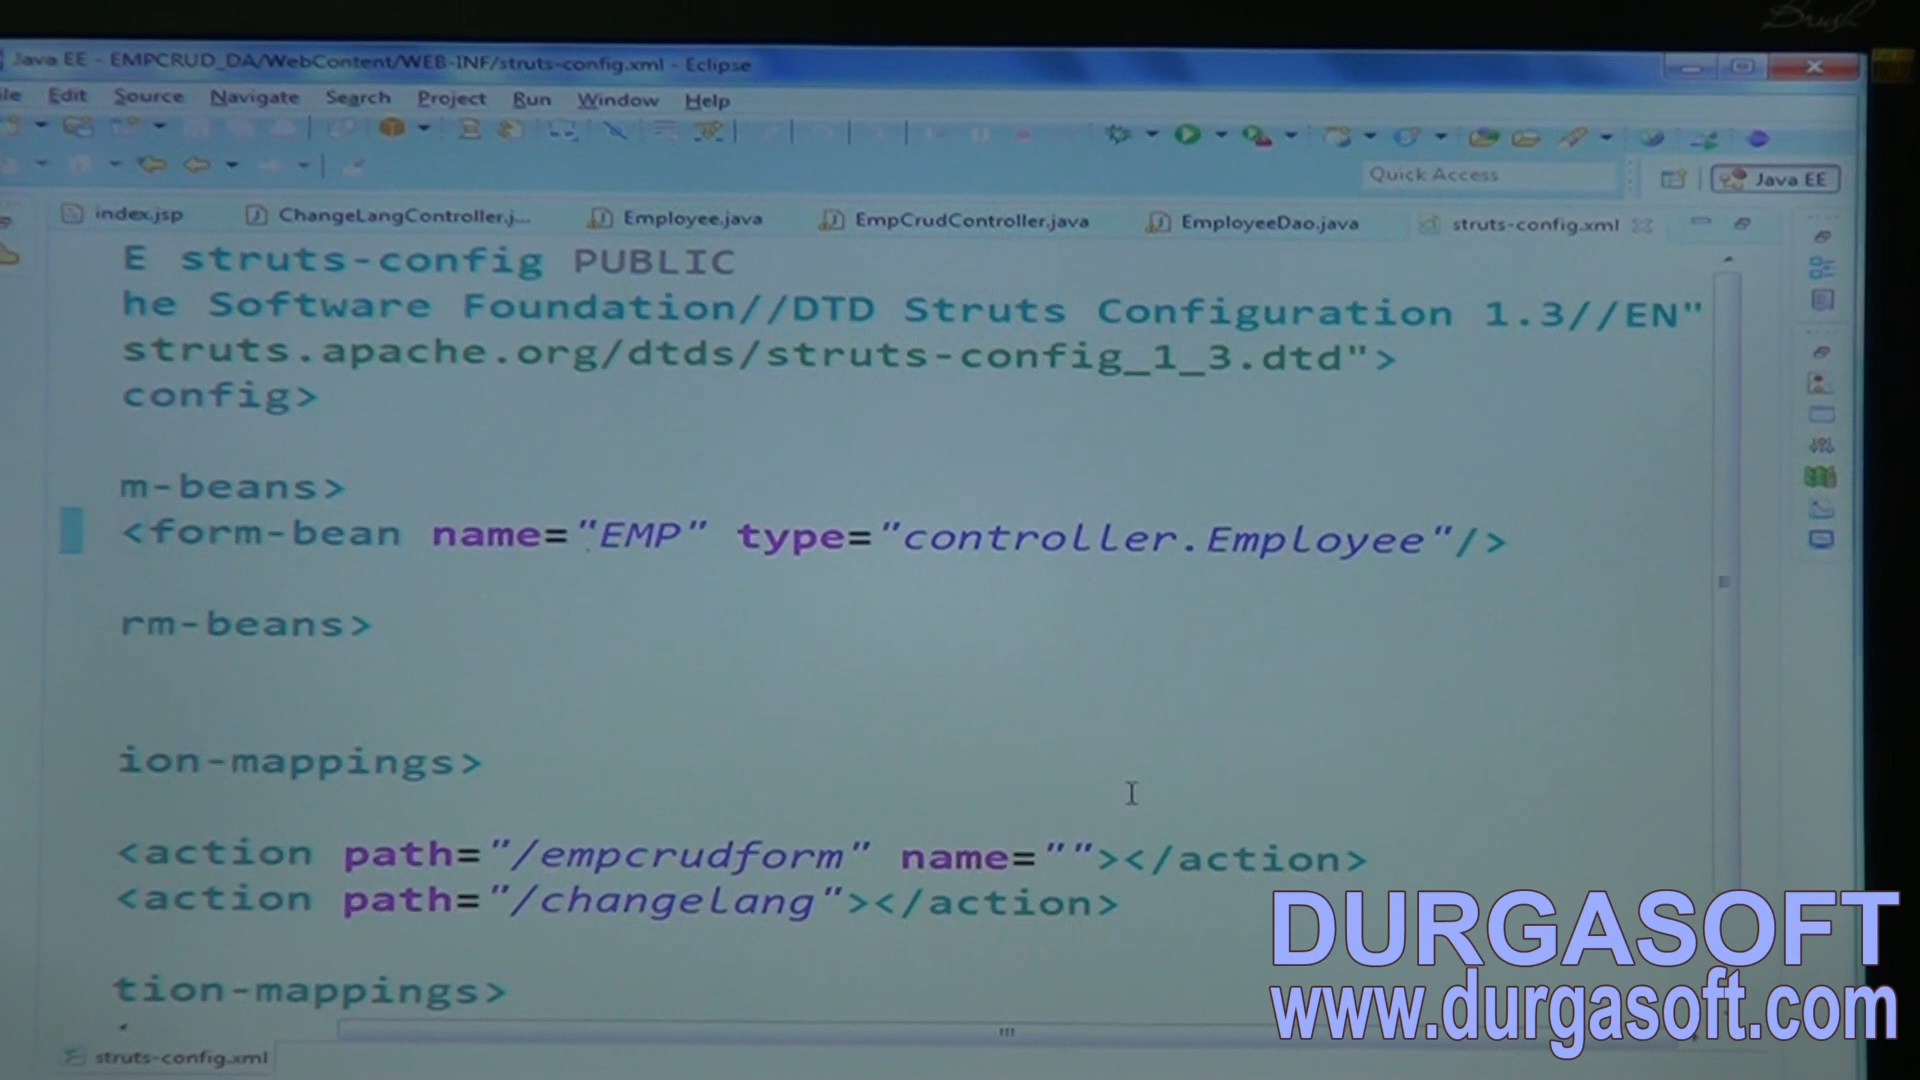 Brush
Java EE - EMPCRUD_DA/WebContent/WEB-INF/struts-config.xml - Eclipse
ile Edit Source Navigate Search Project Run Window Help
Quick Access
Java EE
index.jsp ChangeLangController.j... Employee.java EmpCrudController.java EmployeeDao.java struts-config.xml
E struts-config PUBLIC
he Software Foundation//DTD Struts Configuration 1.3//EN"
struts.apache.org/dtds/struts-config_1_3.dtd">
config>
m-beans>
<form-bean name="EMP" type="controller.Employee"/>
rm-beans>
ion-mappings>
<action path="/empcrudform" name=""></action>
<action path="/changeLang"></action>
tion-mappings>
struts-config.xml
DURGASOFT
www.durgasoft.com